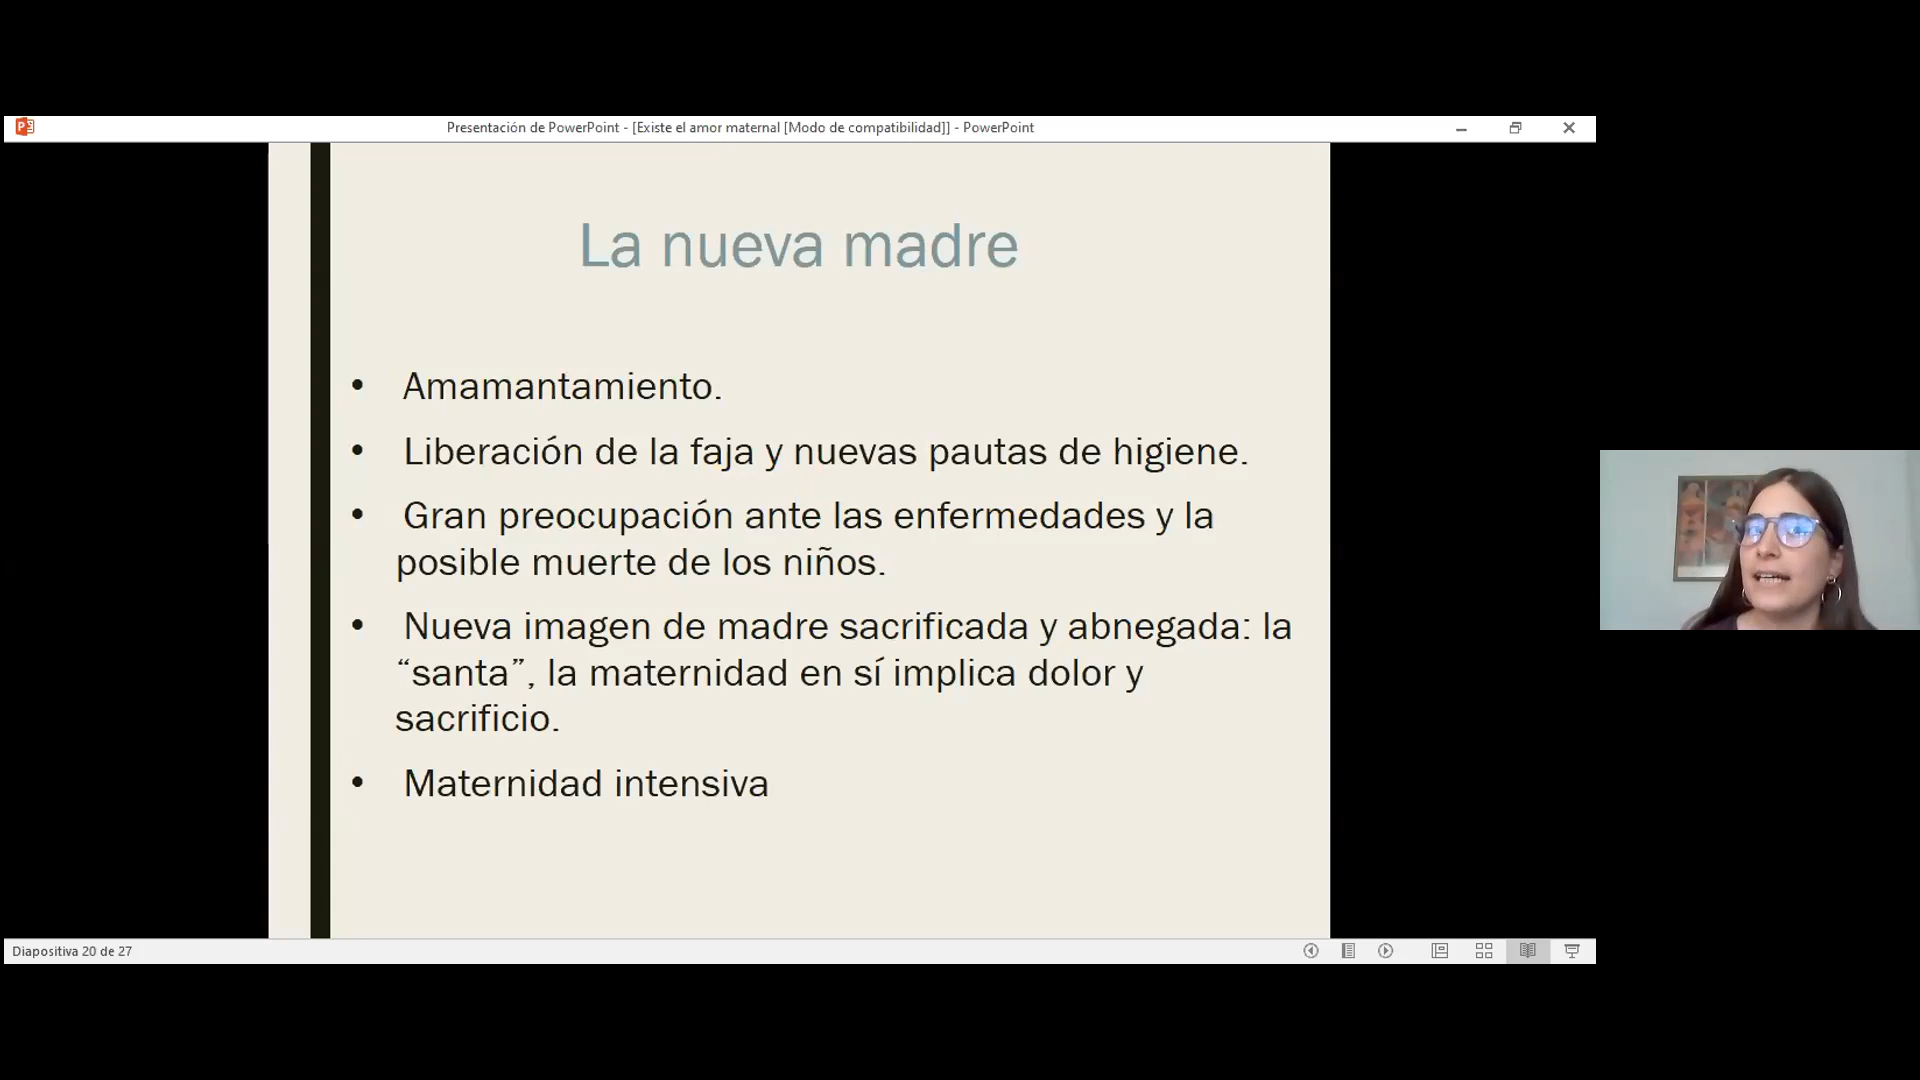 Presentación de PowerPoint - [Existe el amor maternal [Modo de compatibilidad]] - PowerPoint
La nueva madre
• Amamantamiento.
• Liberación de la faja y nuevas pautas de higiene.
• Gran preocupación ante las enfermedades y la
posible muerte de los niños.
• Nueva imagen de madre sacrificada y abnegada: la
“santa”, la maternidad en sí implica dolor y
sacrificio.
• Maternidad intensiva
Diapositiva 20 de 27